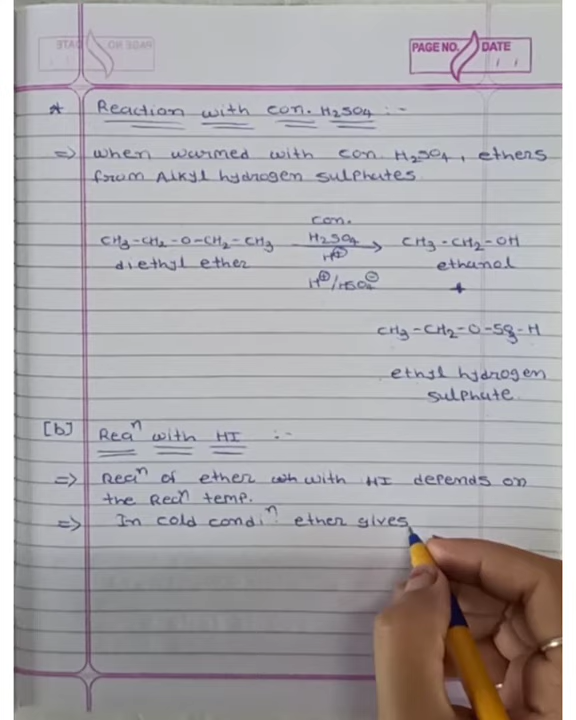 PAGE NO. DATE
* Reaction with con. H2SO4 :-
=> when warmed with con. H2SO4, ethers
from Alkyl hydrogen sulphates
con.
CH3-CH2-O-CH2-CH3 H2SO4 CH3-CH2-OH
H⊕
diethyl ether ethanol
H⊕/HSO4⊖ +
CH3-CH2-O-SO3-H
ethyl hydrogen
sulphate
[b] Reaⁿ with HI :-
=> Reaⁿ of ether with HI depends on
the Reaⁿ temp.
=> In cold condiⁿ ether gives